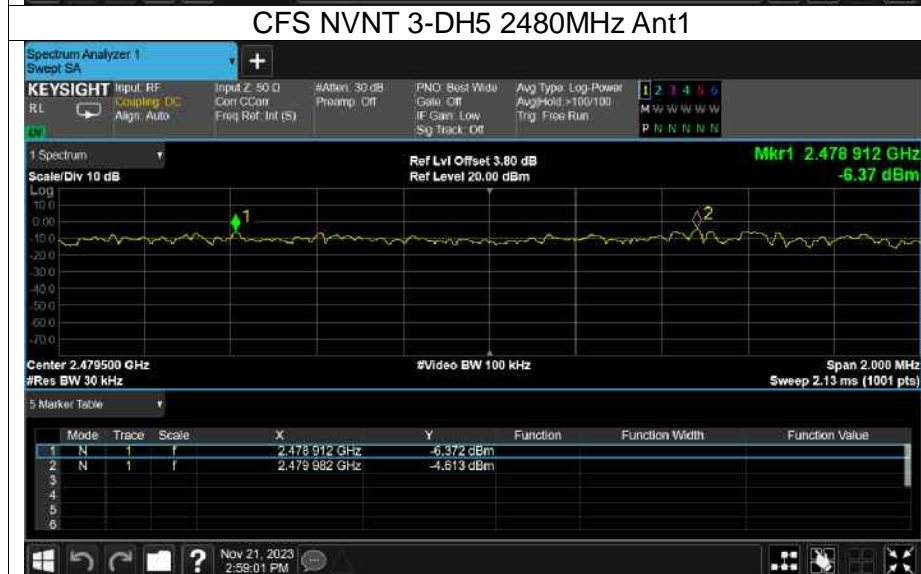 CFS NVNT 3-DH5 2480MHz Ant1
Spectrum Analyzer 1
Swept SA
+
KEYSIGHT Input: RF Input Z: 50 Ω #Atten: 30 dB PNO: Best Wide Avg Type: Log-Power 1 2 3 4 5 6
RL Coupling: DC Corr CCorr Preamp: Off Gate: Off Avg|Hold: >100/100 M W W W W W
Align: Auto Freq Ref: Int (S) IF Gain: Low Trig: Free Run P N N N N N
Sig Track: Off
1 Spectrum Ref Lvl Offset 3.80 dB Mkr1 2.478 912 GHz
Scale/Div 10 dB Ref Level 20.00 dBm -6.37 dBm
Log
10.0
0.00
-10.0
-20.0
-30.0
-40.0
-50.0
-60.0
-70.0
1
2
Center 2.479500 GHz #Video BW 100 kHz Span 2.000 MHz
#Res BW 30 kHz Sweep 2.13 ms (1001 pts)
5 Marker Table
Mode Trace Scale X Y Function Function Width Function Value
1 N 1 f 2.478 912 GHz -6.372 dBm
2 N 1 f 2.479 982 GHz -4.613 dBm
3
4
5
6
? Nov 21, 2023
2:59:01 PM